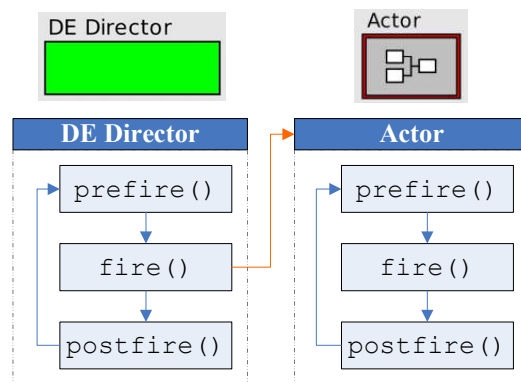 DE Director
Actor
DE Director
Actor
prefire()
prefire()
fire()
fire()
postfire()
postfire()